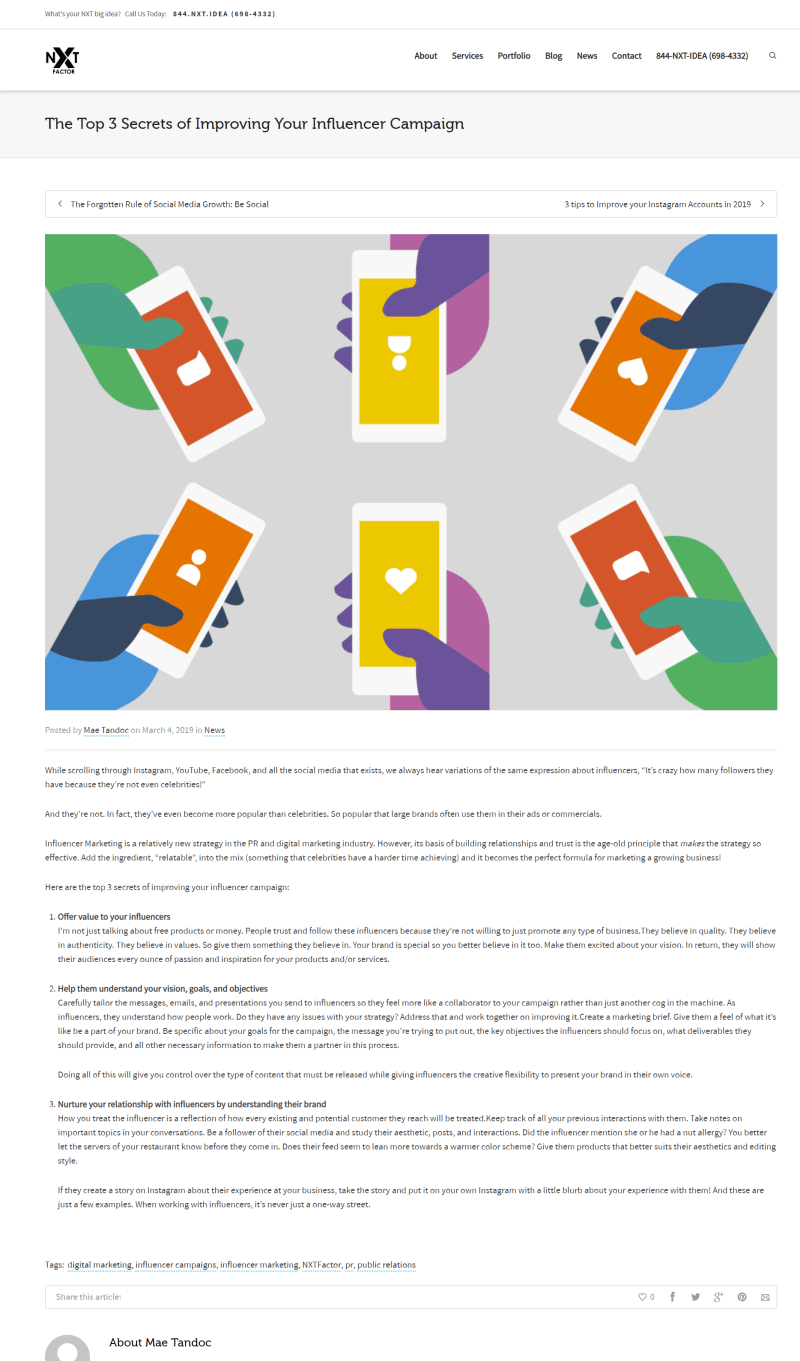 What's your NXT big idea? Call Us Today: 844.NXT.IDEA (698-4332)
NXT
FACTOR
About Services Portfolio Blog News Contact 844-NXT-IDEA (698-4332)
The Top 3 Secrets of Improving Your Influencer Campaign
The Forgotten Rule of Social Media Growth: Be Social
3 tips to Improve your Instagram Accounts in 2019
Posted by Mae Tandoc on March 4, 2019 in News
While scrolling through Instagram, YouTube, Facebook, and all the social media that exists, we always hear variations of the same expression about influencers, “It's crazy how many followers they
have because they're not even celebrities!”
And they're not. In fact, they've even become more popular than celebrities. So popular that large brands often use them in their ads or commercials.
Influencer Marketing is a relatively new strategy in the PR and digital marketing industry. However, its basis of building relationships and trust is the age-old principle that makes the strategy so
effective. Add the ingredient, “relatable”, into the mix (something that celebrities have a harder time achieving) and it becomes the perfect formula for marketing a growing business!
Here are the top 3 secrets of improving your influencer campaign:
1. Offer value to your influencers
I'm not just talking about free products or money. People trust and follow these influencers because they're not willing to just promote any type of business.They believe in quality. They believe
in authenticity. They believe in values. So give them something they believe in. Your brand is special so you better believe in it too. Make them excited about your vision. In return, they will show
their audiences every ounce of passion and inspiration for your products and/or services.
2. Help them understand your vision, goals, and objectives
Carefully tailor the messages, emails, and presentations you send to influencers so they feel more like a collaborator to your campaign rather than just another cog in the machine. As
influencers, they understand how people work. Do they have any issues with your strategy? Address that and work together on improving it.Create a marketing brief. Give them a feel of what it's
like be a part of your brand. Be specific about your goals for the campaign, the message you're trying to put out, the key objectives the influencers should focus on, what deliverables they
should provide, and all other necessary information to make them a partner in this process.
Doing all of this will give you control over the type of content that must be released while giving influencers the creative flexibility to present your brand in their own voice.
3. Nurture your relationship with influencers by understanding their brand
How you treat the influencer is a reflection of how every existing and potential customer they reach will be treated.Keep track of all your previous interactions with them. Take notes on
important topics in your conversations. Be a follower of their social media and study their aesthetic, posts, and interactions. Did the influencer mention she or he had a nut allergy? You better
let the servers of your restaurant know before they come in. Does their feed seem to lean more towards a warmer color scheme? Give them products that better suits their aesthetics and editing
style.
If they create a story on Instagram about their experience at your business, take the story and put it on your own Instagram with a little blurb about your experience with them! And these are
just a few examples. When working with influencers, it's never just a one-way street.
Tags: digital marketing, influencer campaigns, influencer marketing, NXTFactor, pr, public relations
Share this article: 0
About Mae Tandoc